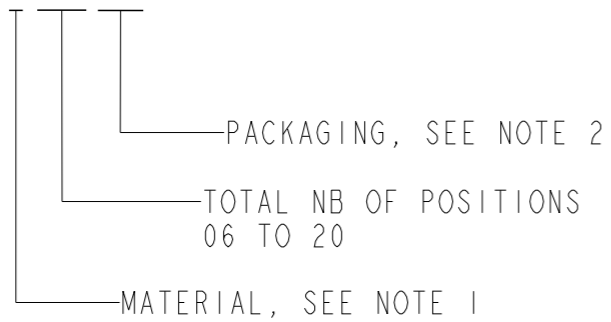 PACKAGING, SEE NOTE 2
TOTAL NB OF POSITIONS
06 TO 20
MATERIAL, SEE NOTE 1